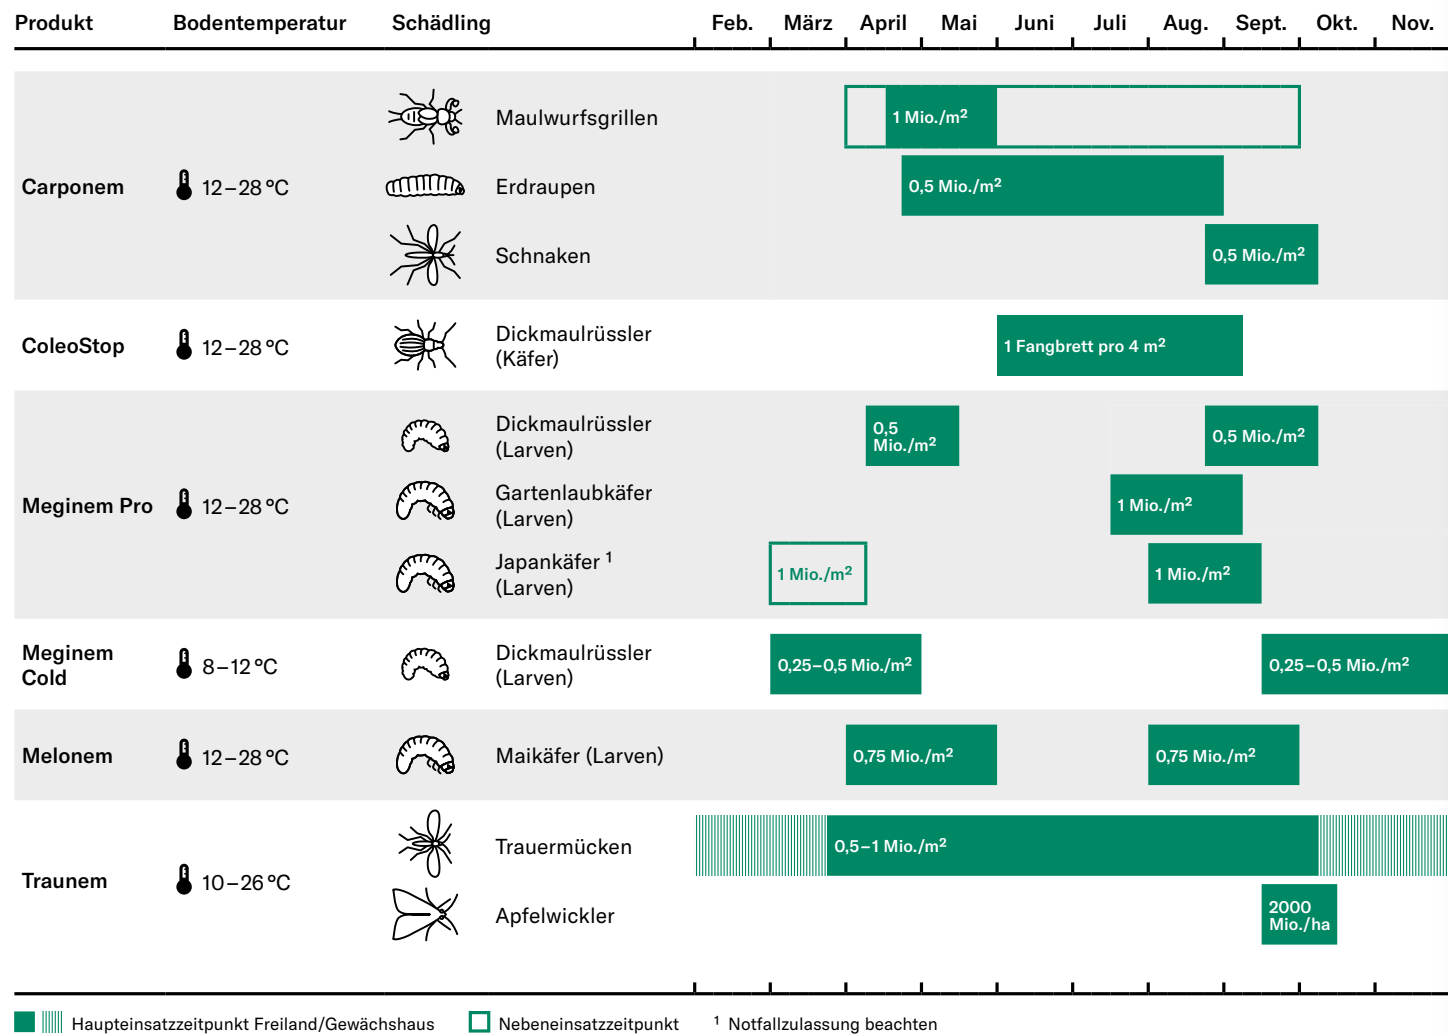 Produkt Bodentemperatur Schädling Feb. März April Mai Juni Juli Aug. Sept. Okt. Nov.
Carponem 12–28 °C
Maulwurfsgrillen 1 Mio./m²
Erdraupen 0,5 Mio./m²
Schnaken 0,5 Mio./m²
ColeoStop 12–28 °C
Dickmaulrüssler
(Käfer)
1 Fangbrett pro 4 m²
Meginem Pro 12–28 °C
Dickmaulrüssler
(Larven)
0,5
Mio./m²
0,5 Mio./m²
Gartenlaubkäfer
(Larven)
1 Mio./m²
Japankäfer ¹
(Larven)
1 Mio./m² 1 Mio./m²
Meginem
Cold
8–12 °C
Dickmaulrüssler
(Larven)
0,25–0,5 Mio./m² 0,25–0,5 Mio./m²
Melonem 12–28 °C Maikäfer (Larven) 0,75 Mio./m² 0,75 Mio./m²
Traunem 10–26 °C
Trauermücken 0,5–1 Mio./m²
Apfelwickler
2000
Mio./ha
Haupteinsatzzeitpunkt Freiland/Gewächshaus Nebeneinsatzzeitpunkt ¹ Notfallzulassung beachten